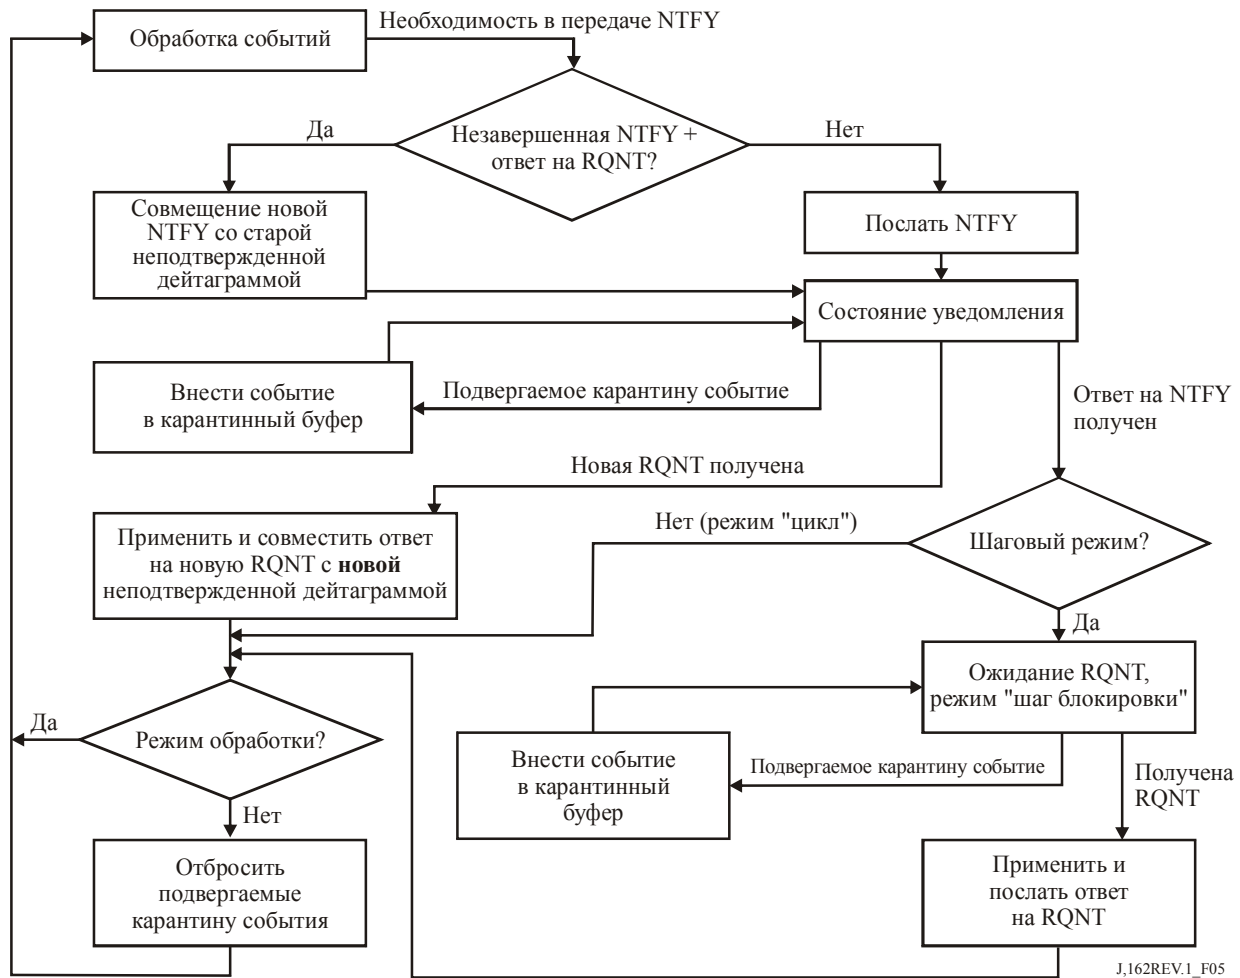 Обработка событий
Необходимость в передаче NTFY
Незавершенная NTFY +
ответ на RQNT?
Да
Нет
Совмещение новой
NTFY со старой
неподтвержденной
дейтаграммой
Послать NTFY
Состояние уведомления
Внести событие
в карантинный буфер
Подвергаемое карантину событие
Ответ на NTFY
получен
Новая RQNT получена
Применить и совместить ответ
на новую RQNT с новой
неподтвержденной дейтаграммой
Нет (режим "цикл")
Шаговый режим?
Да
Ожидание RQNT,
режим "шаг блокировки"
Да
Режим обработки?
Внести событие
в карантинный
буфер
Подвергаемое карантину событие
Получена
RQNT
Нет
Отбросить
подвергаемые
карантину события
Применить и
послать ответ
на RQNT
J,162REV.1_F05